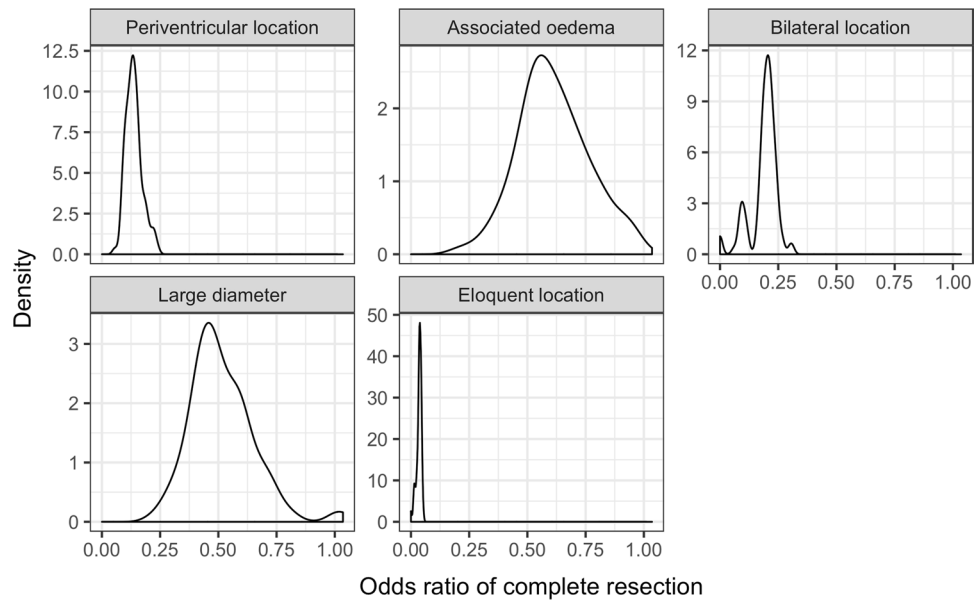 Periventricular location
Associated oedema
Bilateral location
12.5
10.0
7.5
5.0
2.5
0.0
2
1
0
12
9
6
3
0
0.00 0.25 0.50 0.75 1.00
Density
Large diameter
Eloquent location
3
2
1
0
50
40
30
20
10
0
0.00 0.25 0.50 0.75 1.00
0.00 0.25 0.50 0.75 1.00
Odds ratio of complete resection